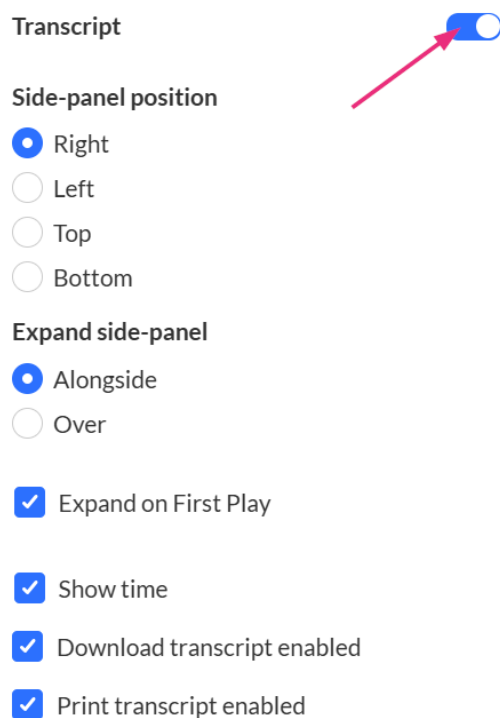 Transcript
Side-panel position
Right
Left
Top
Bottom
Expand side-panel
Alongside
Over
Expand on First Play
Show time
Download transcript enabled
Print transcript enabled